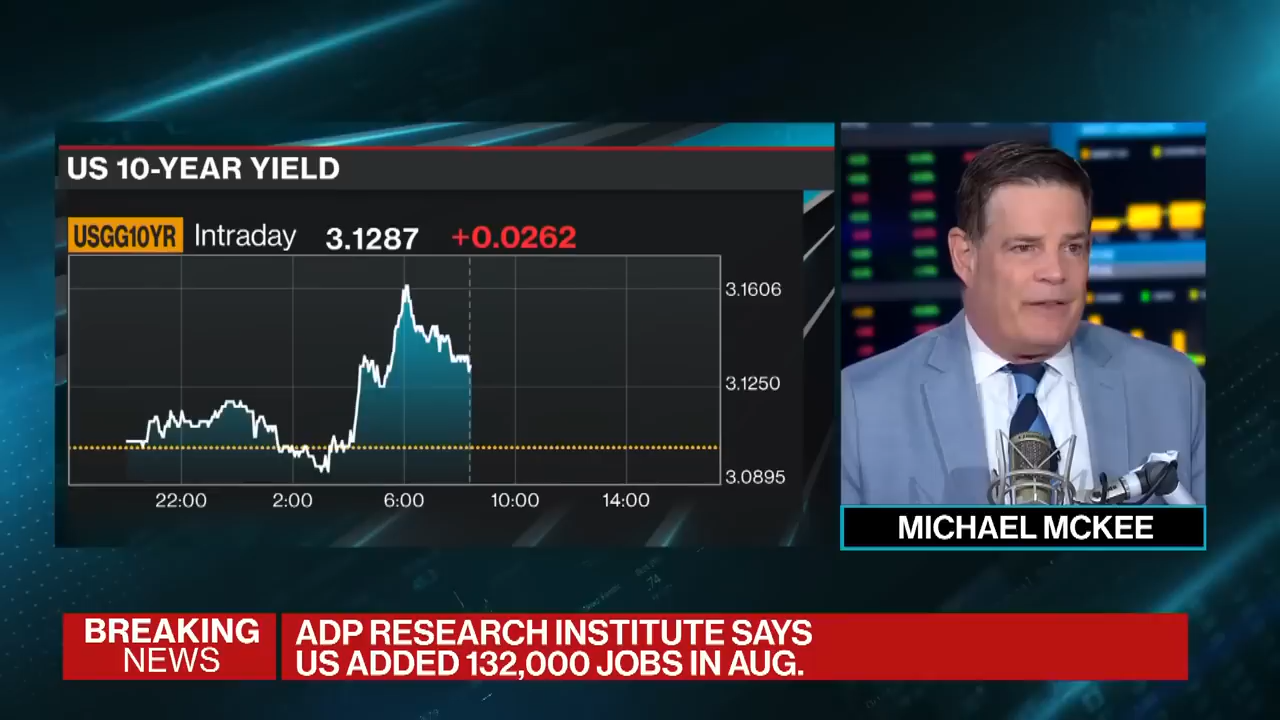 US 10-YEAR YIELD
USGG10YR Intraday 3.1287 +0.0262
3.1606
3.1250
3.0895
22:00 2:00 6:00 10:00 14:00
MICHAEL MCKEE
BREAKING
NEWS
ADP RESEARCH INSTITUTE SAYS
US ADDED 132,000 JOBS IN AUG.